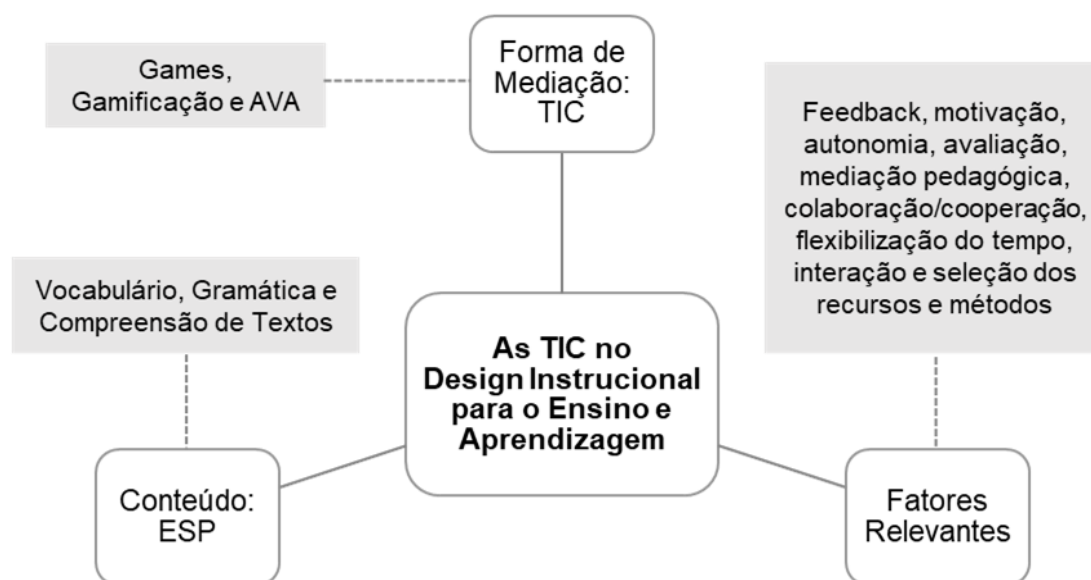 Forma de
Mediação:
TIC
Games,
Gamificação e AVA
Feedback, motivação,
autonomia, avaliação,
mediação pedagógica,
colaboração/cooperação,
flexibilização do tempo,
interação e seleção dos
recursos e métodos
Vocabulário, Gramática e
Compreensão de Textos
As TIC no
Design Instrucional
para o Ensino e
Aprendizagem
Conteúdo:
ESP
Fatores
Relevantes